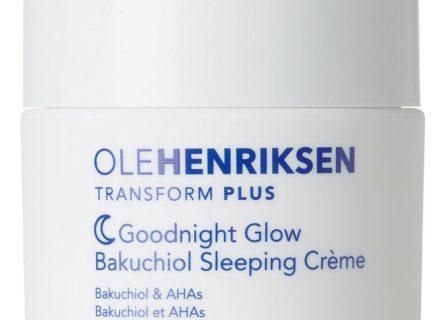 OLEHENRIKSEN
TRANSFORM PLUS
Goodnight Glow
Bakuchiol Sleeping Crème
Bakuchiol & AHAs
Bakuchiol et AHAs